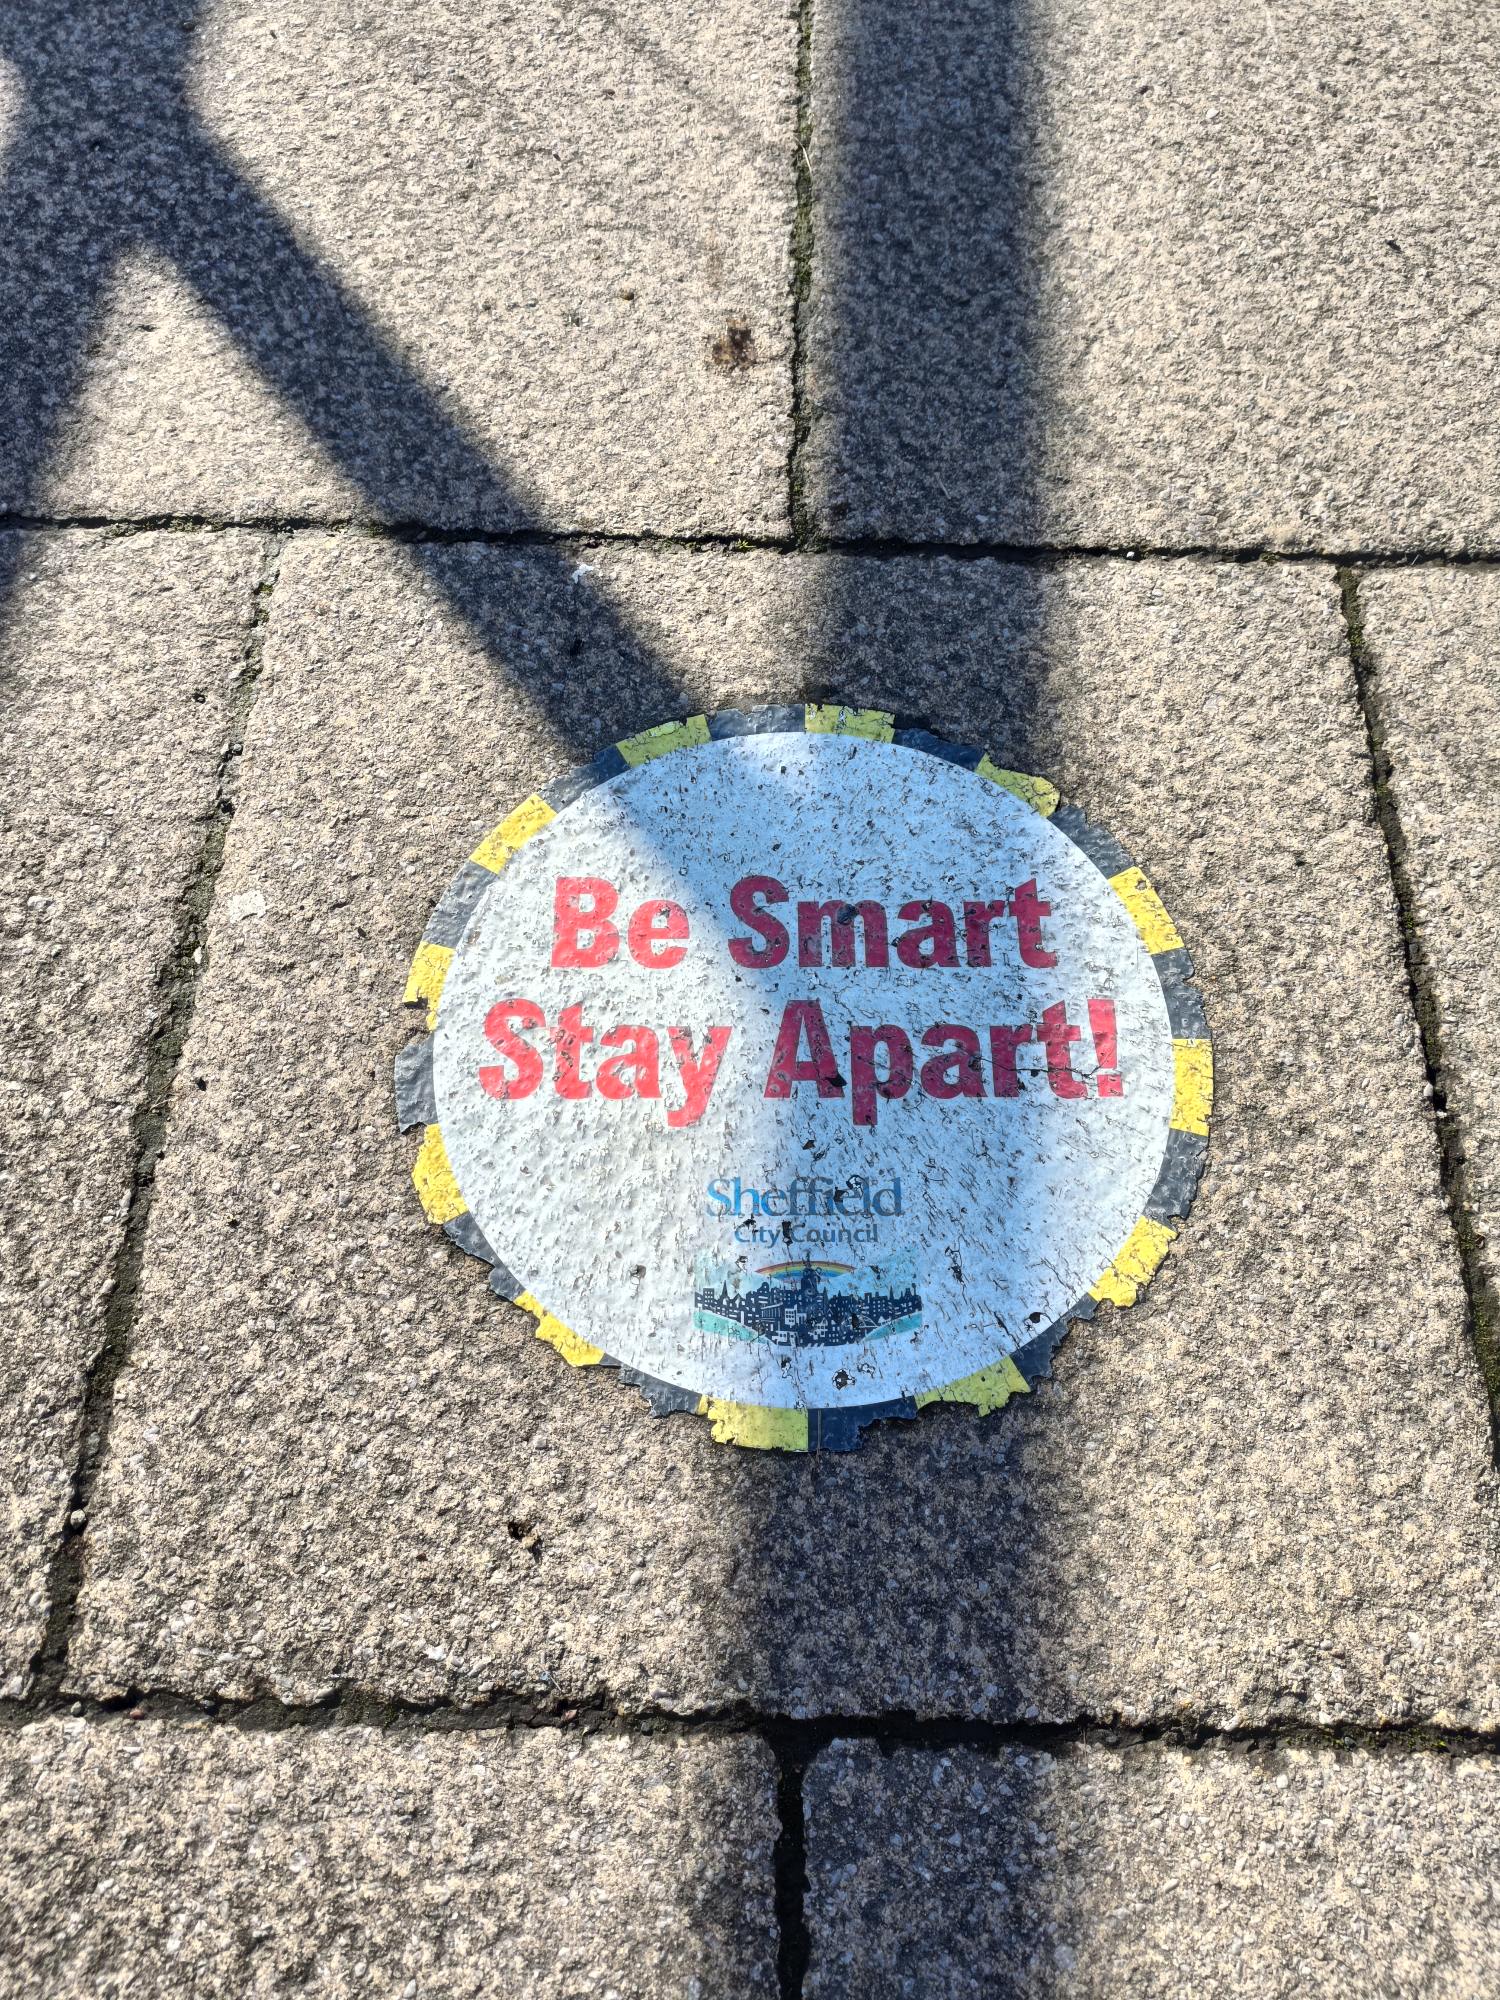 Be Smart
Stay Apart!
Sheffield
City Council